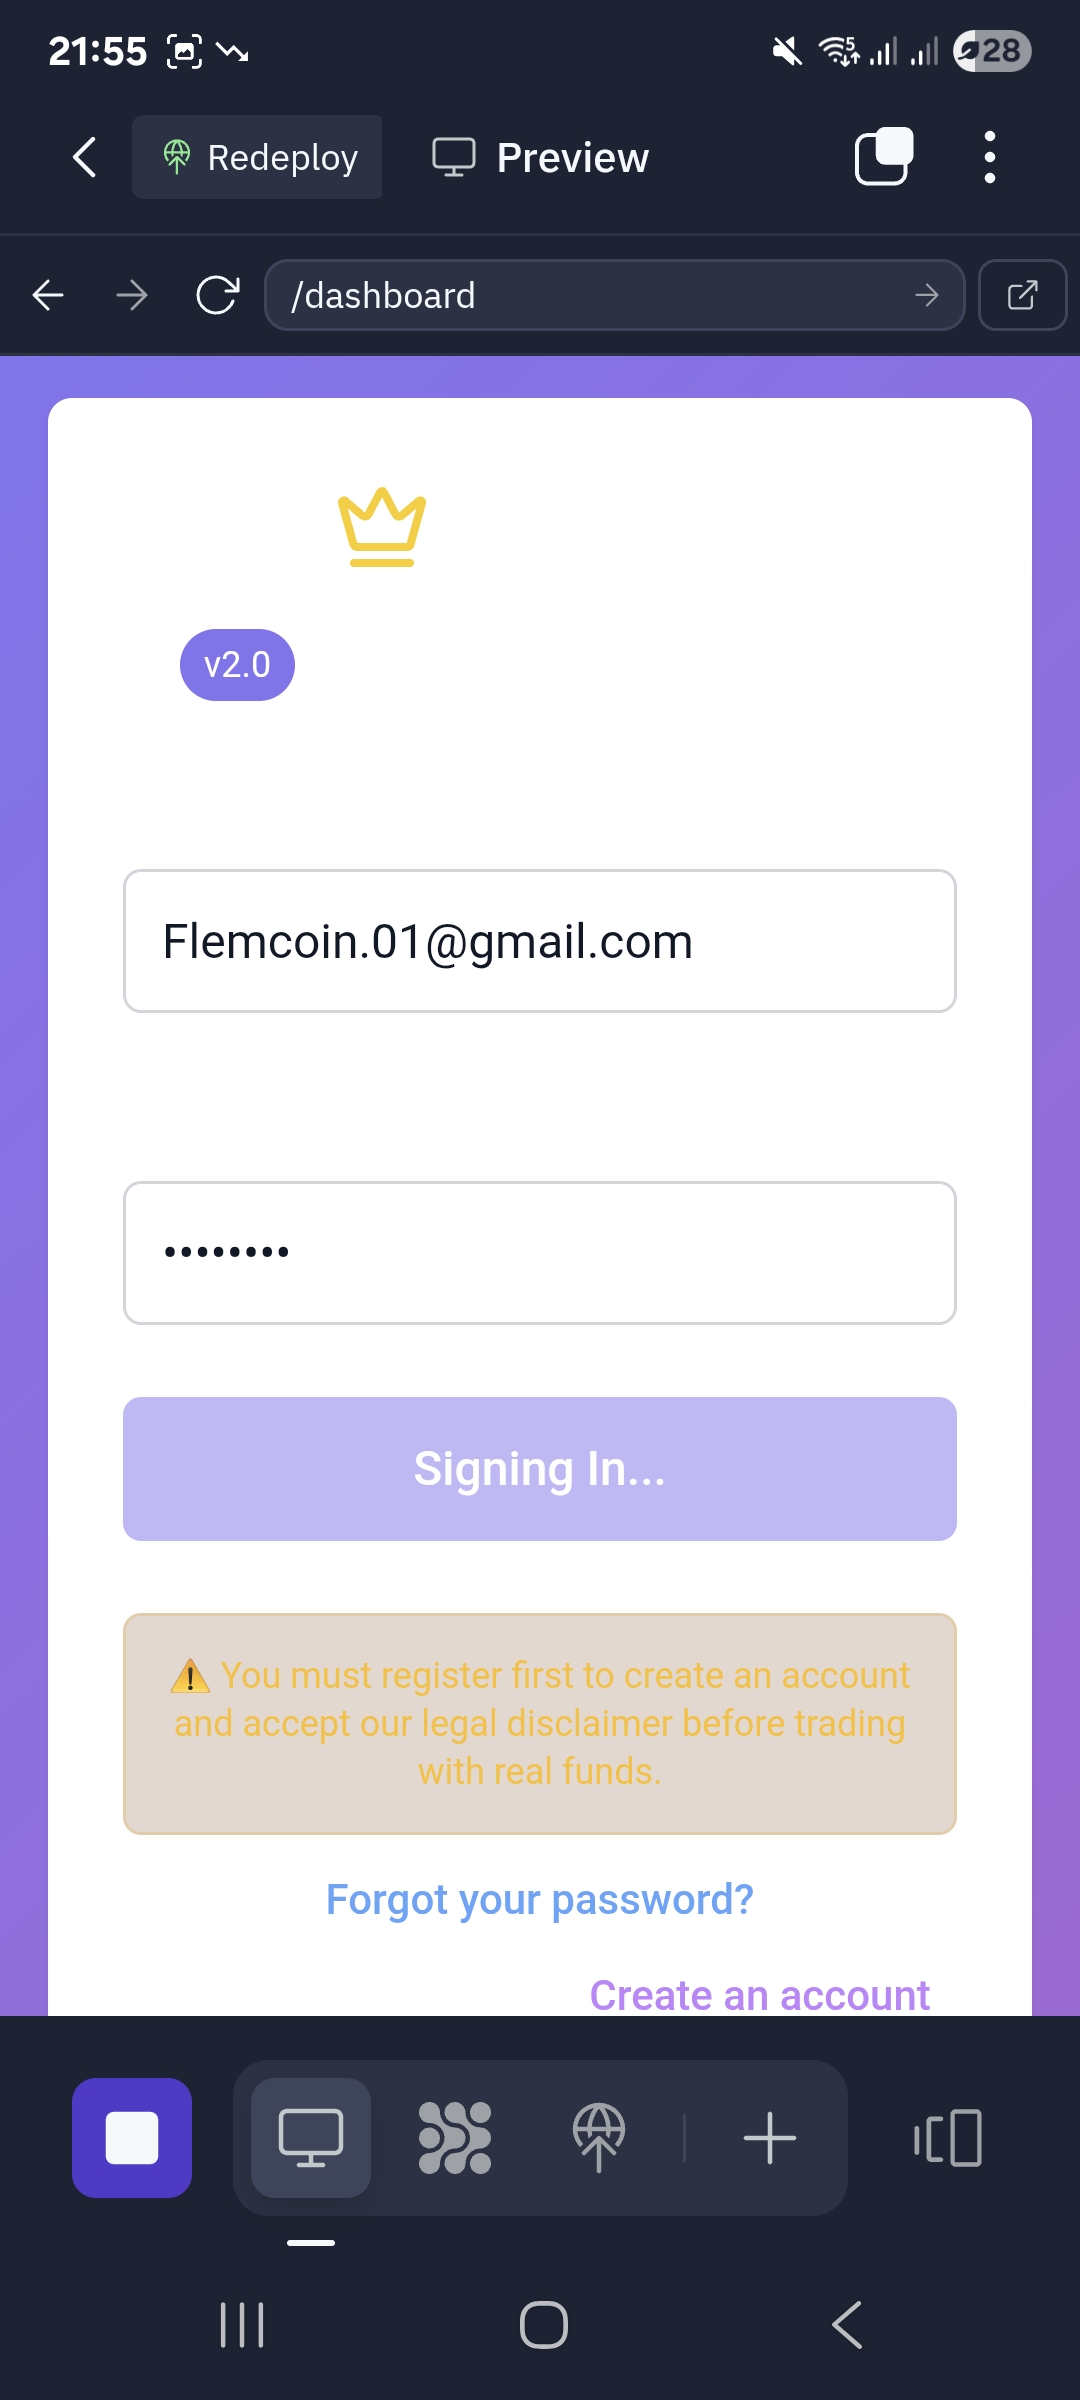 21:55
5
28
Redeploy
Preview
/dashboard
v2.0
Flemcoin.01@gmail.com
••••••••
Signing In...
⚠️ You must register first to create an account
and accept our legal disclaimer before trading
with real funds.
Forgot your password?
Create an account